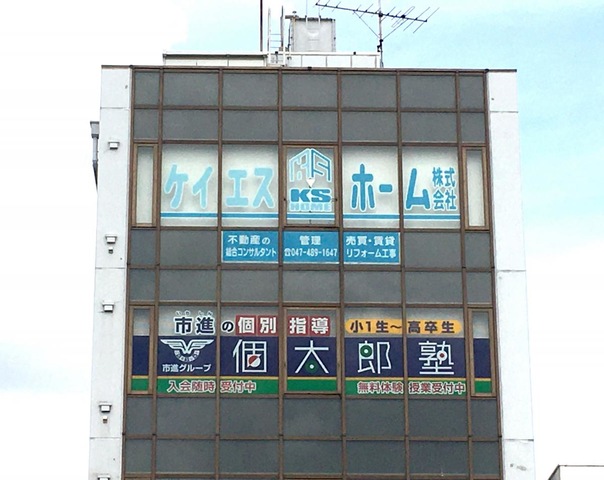 ケイエス KS HOME ホーム 株式会社
不動産の 管理 売買・賃貸
総合コンサルタント ☎047-489-1647 リフォーム工事
いちしん
市進の個別指導 小1生～高卒生
市進グループ 個太郎塾
入会随時受付中 無料体験授業受付中